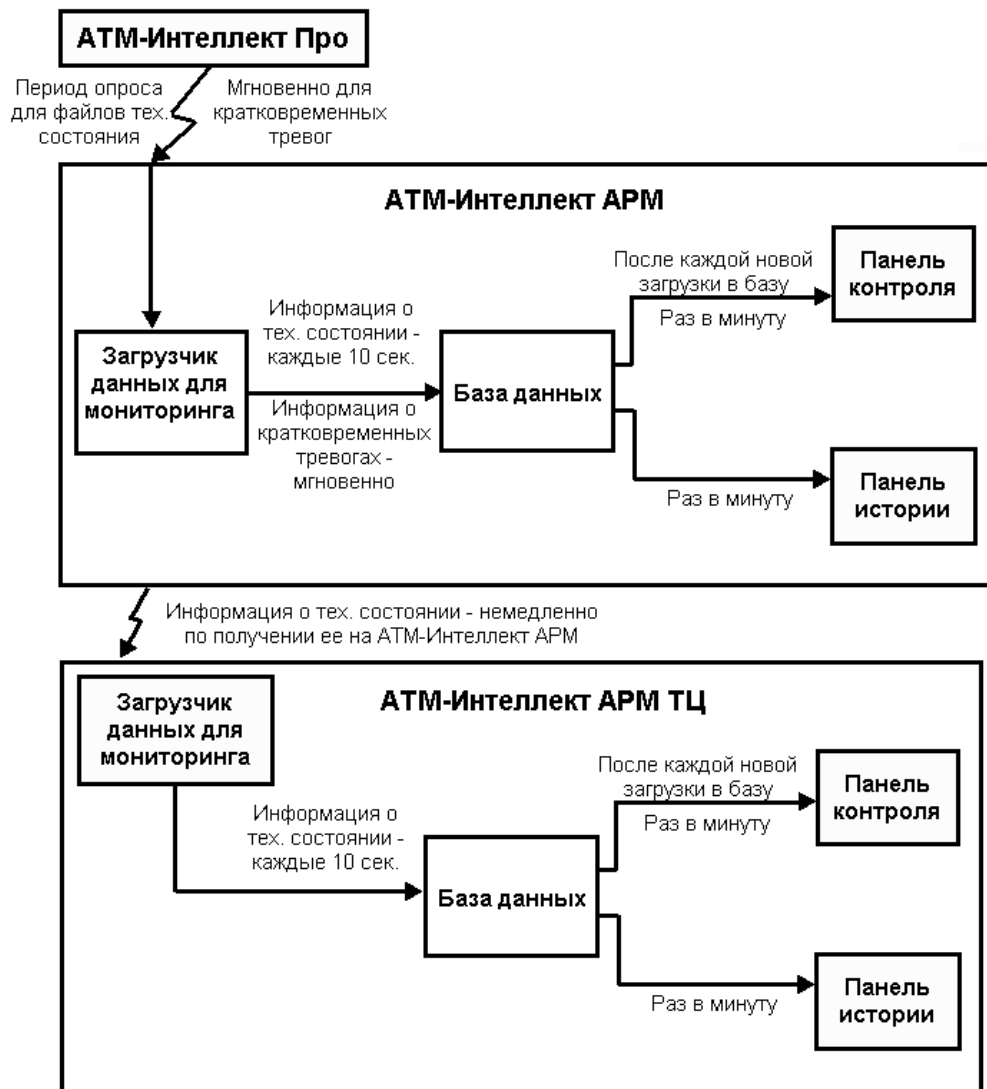 АТМ-Интеллект Про
Период опроса
для файлов тех.
состояния
Мгновенно для
кратковременных
тревог
АТМ-Интеллект АРМ
Загрузчик
данных для
мониторинга
Информация о
тех. состоянии -
каждые 10 сек.
Информация о
кратковременных
тревогах -
мгновенно
База данных
После каждой новой
загрузки в базу
Раз в минуту
Панель
контроля
Раз в минуту
Панель
истории
Информация о тех. состоянии - немедленно
по получении ее на АТМ-Интеллект АРМ
АТМ-Интеллект АРМ ТЦ
Загрузчик
данных для
мониторинга
Информация о
тех. состоянии -
каждые 10 сек.
База данных
После каждой новой
загрузки в базу
Раз в минуту
Панель
контроля
Раз в минуту
Панель
истории